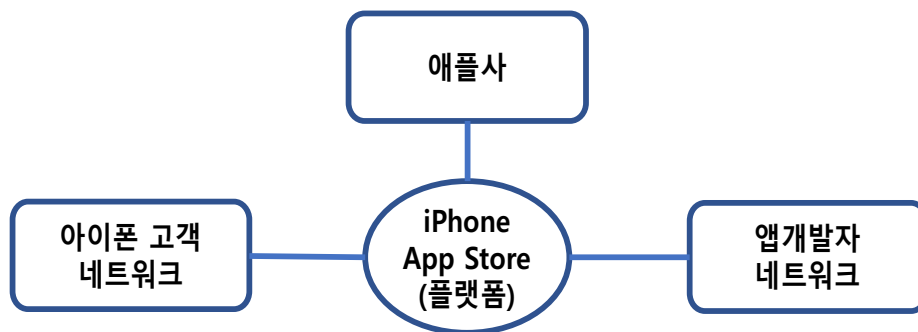 애플사
아이폰 고객
네트워크
iPhone
App Store
(플랫폼)
앱개발자
네트워크